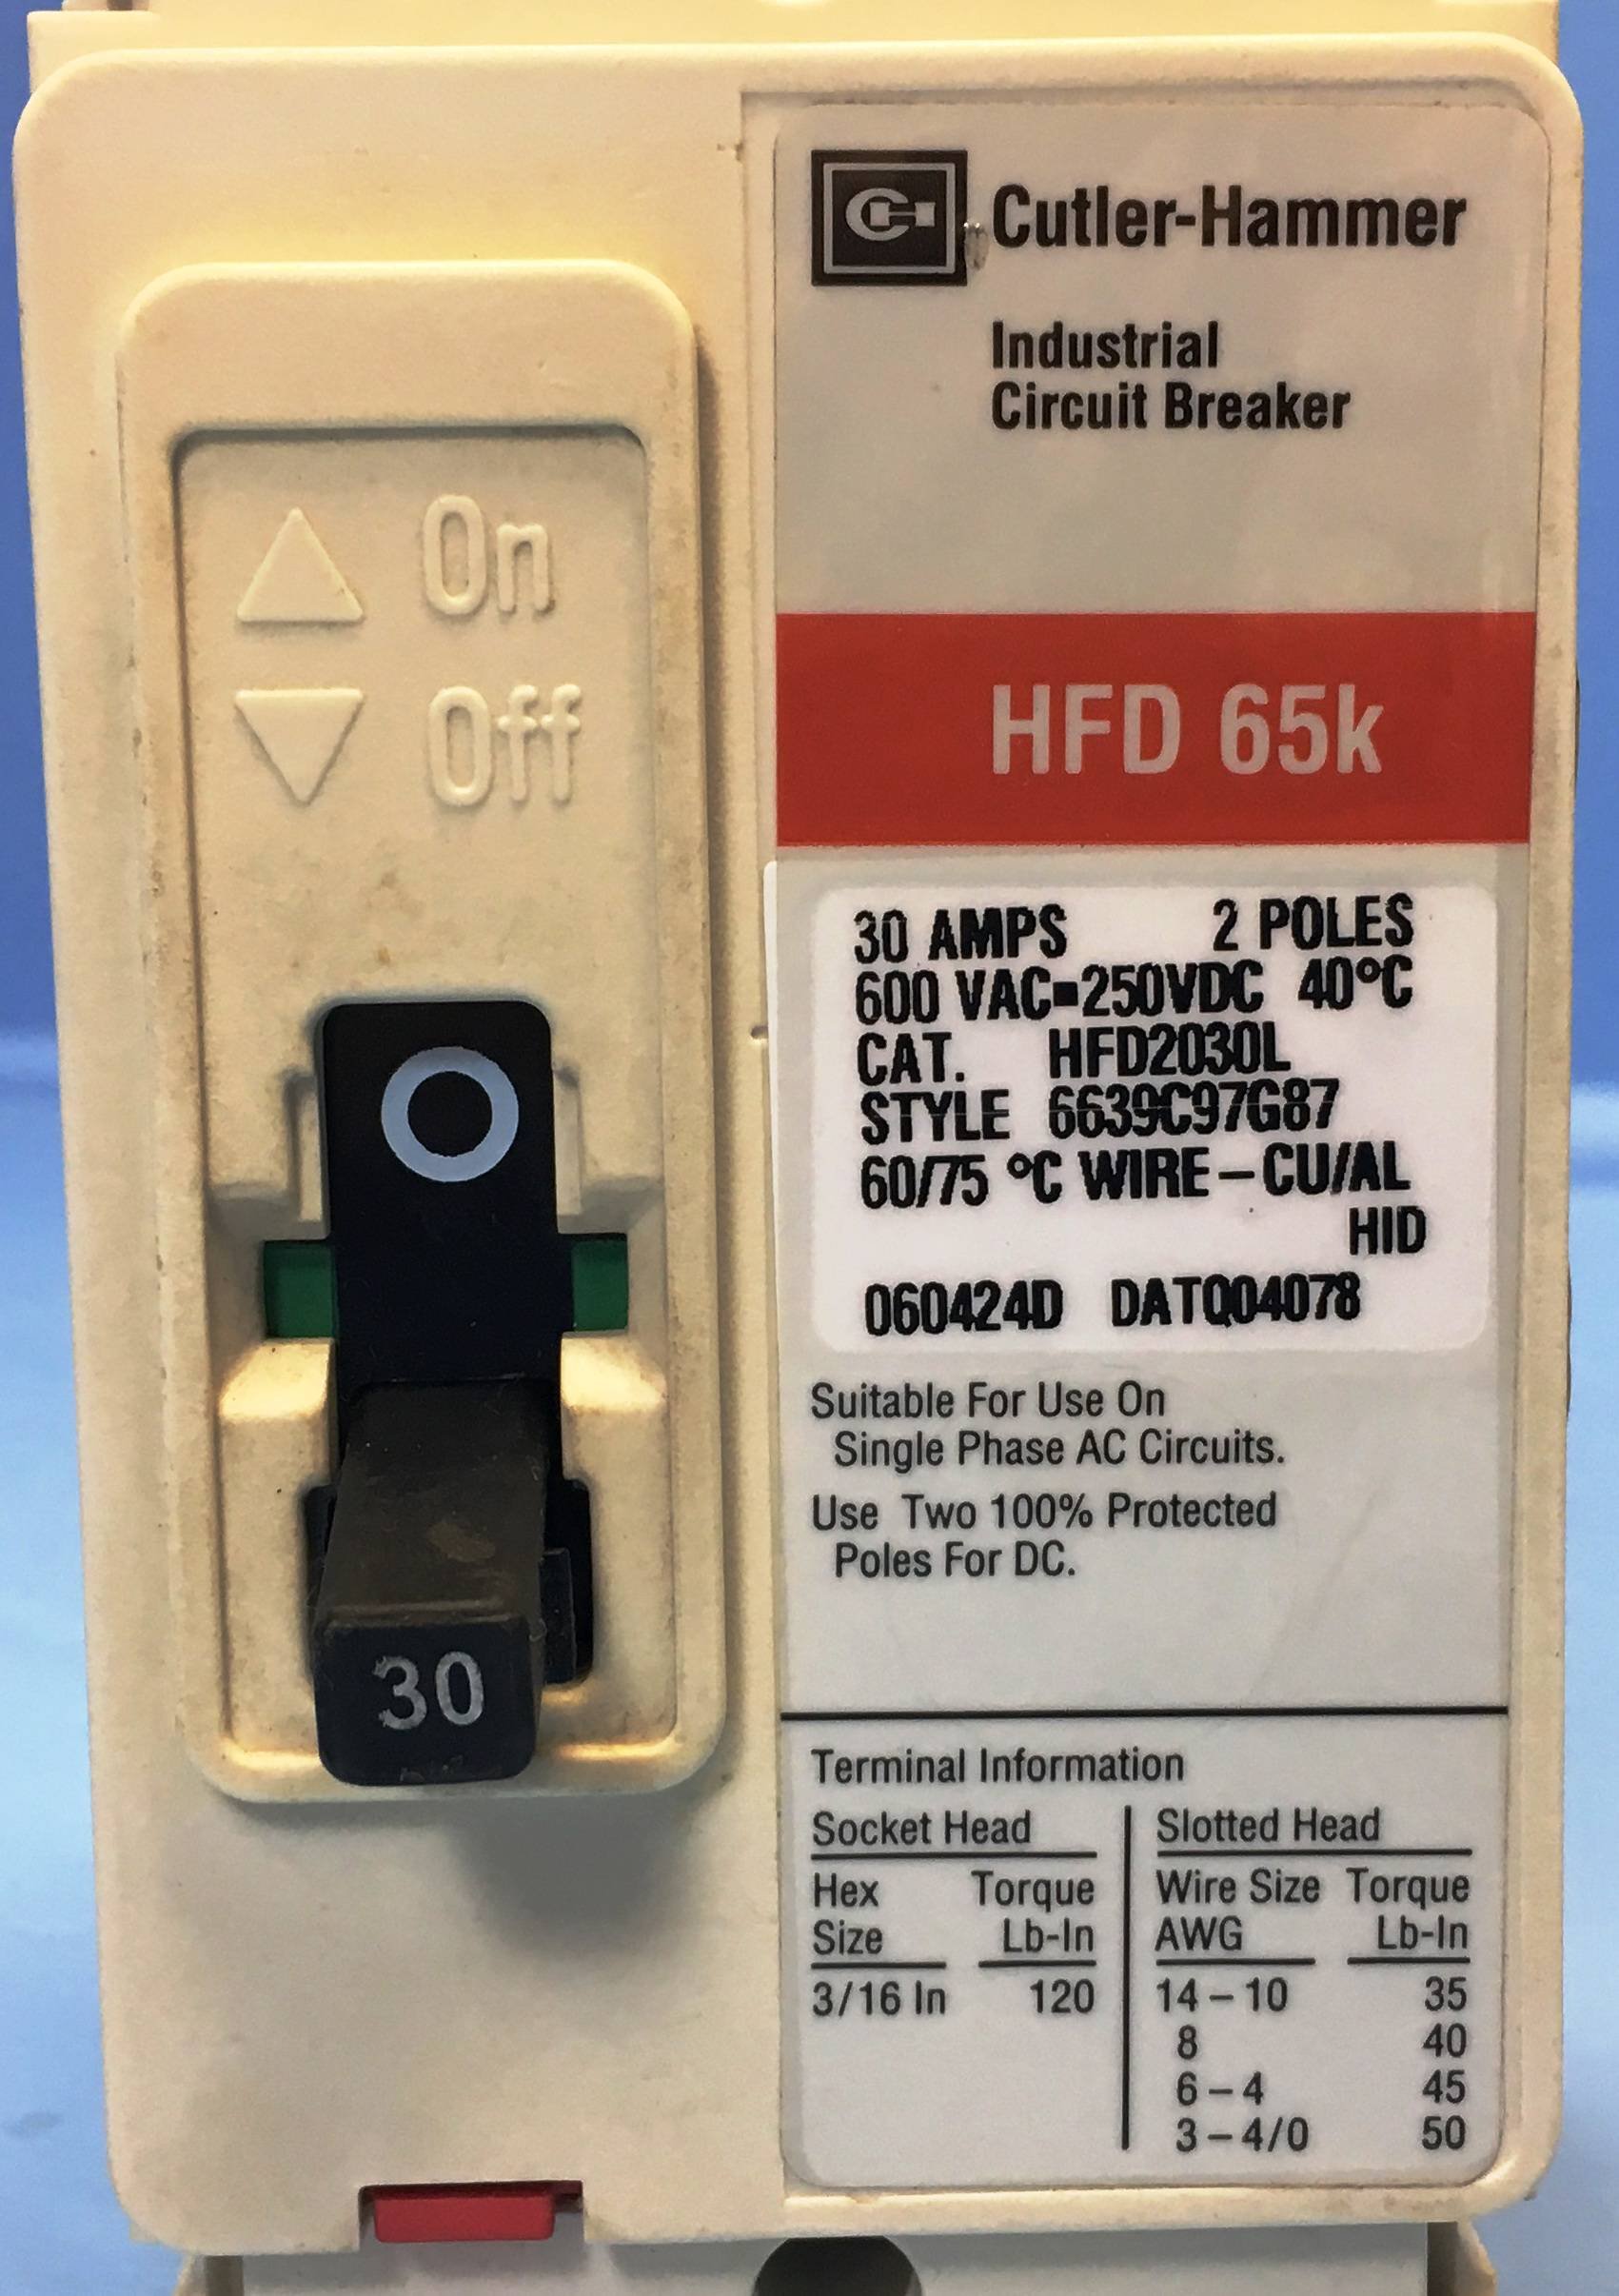 On
Off
30
Cutler-Hammer
Industrial
Circuit Breaker
HFD 65k
30 AMPS 2 POLES
600 VAC▪250VDC 40°C
CAT. HFD2030L
STYLE 6639C97G87
60/75 °C WIRE – CU/AL
HID
060424D DATQ04078
Suitable For Use On
Single Phase AC Circuits.
Use Two 100% Protected
Poles For DC.
Terminal Information
Socket Head Slotted Head
Hex Torque Wire Size Torque
Size Lb-In AWG Lb-In
3/16 In 120 14 – 10 35
8 40
6 – 4 45
3 – 4/0 50